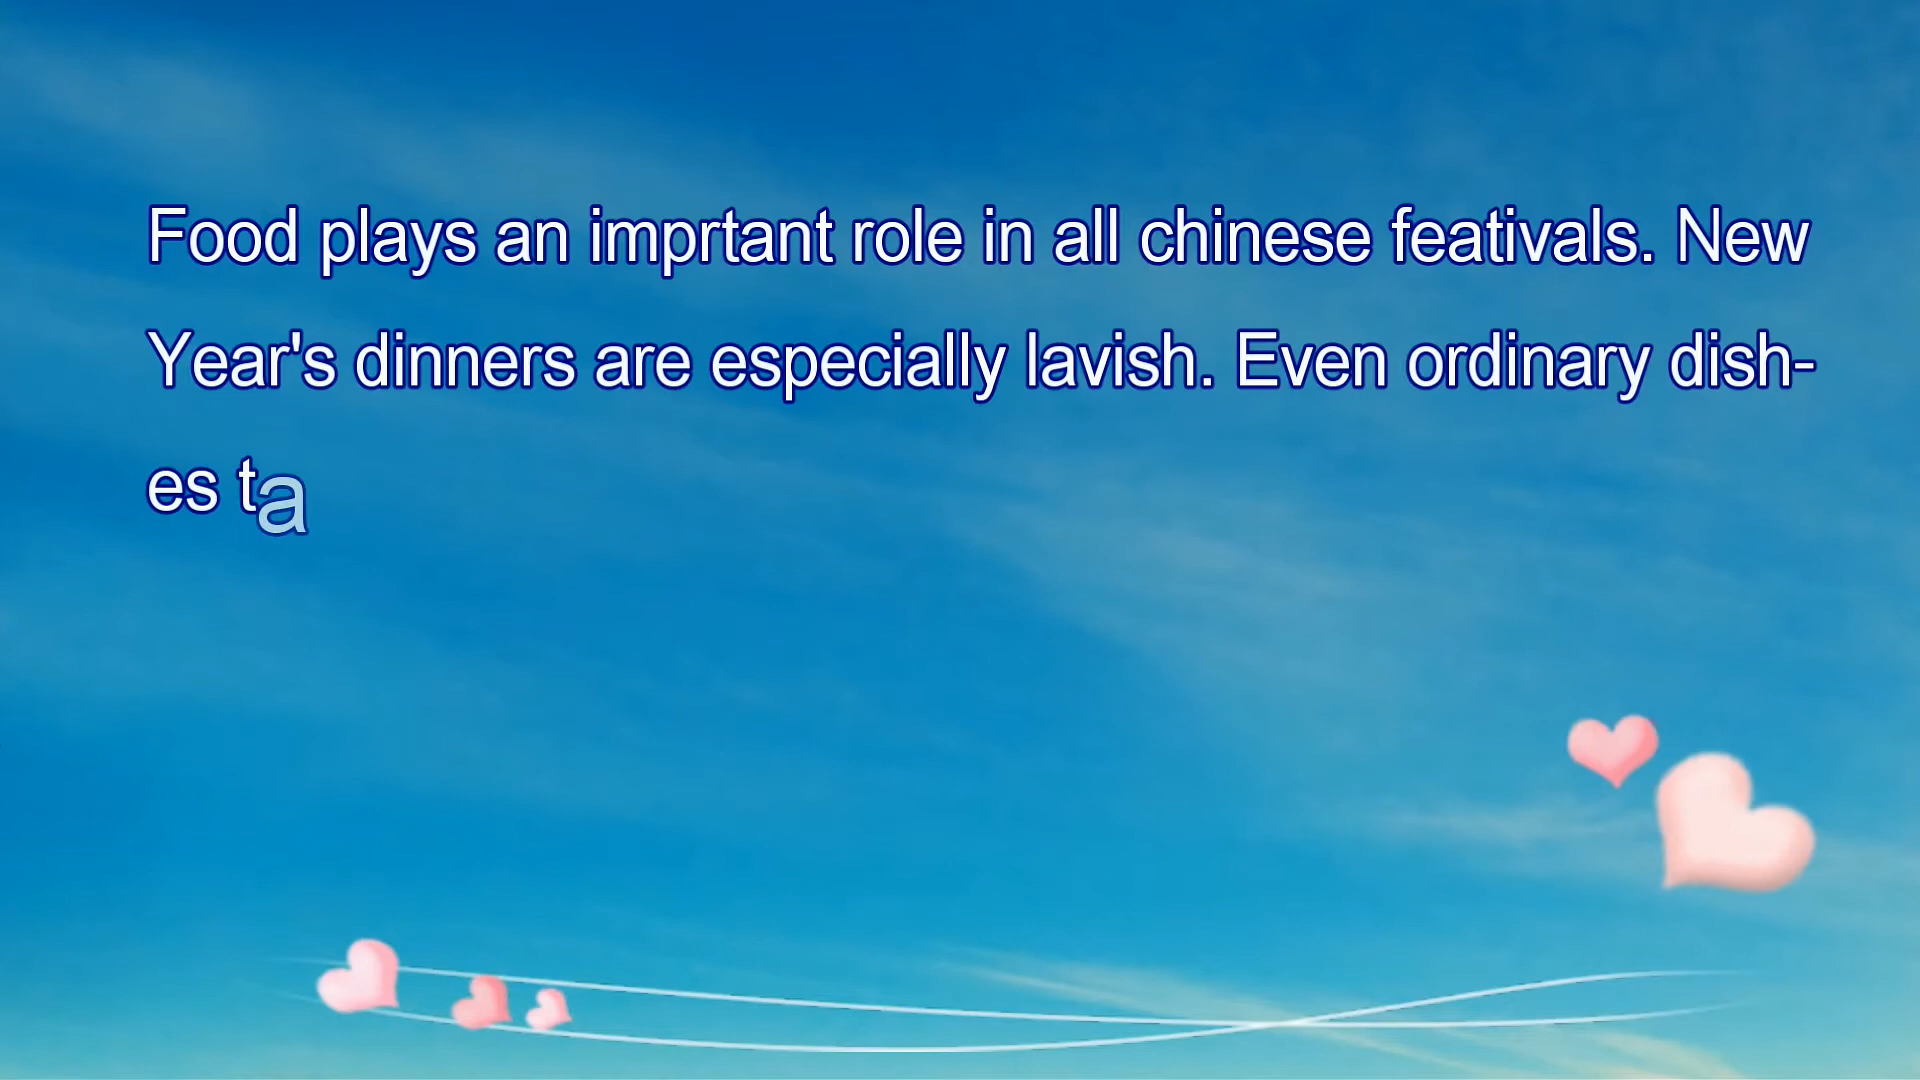 Food plays an imprtant role in all chinese feativals. New
Year's dinners are especially lavish. Even ordinary dish-
es ta